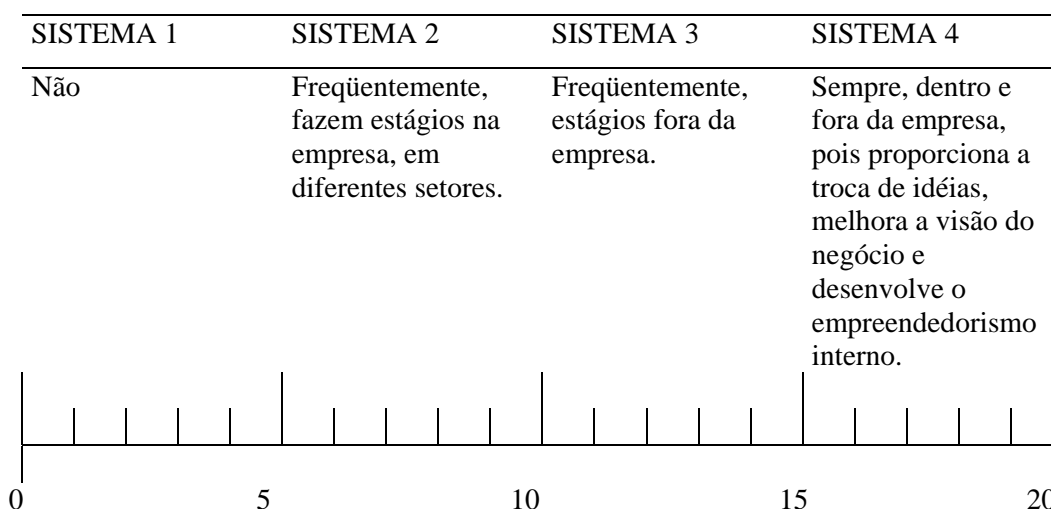 SISTEMA 1 SISTEMA 2 SISTEMA 3 SISTEMA 4
Não
Freqüentemente,
fazem estágios na
empresa, em
diferentes setores.
Freqüentemente,
estágios fora da
empresa.
Sempre, dentro e
fora da empresa,
pois proporciona a
troca de idéias,
melhora a visão do
negócio e
desenvolve o
empreendedorismo
interno.
0 5 10 15 20